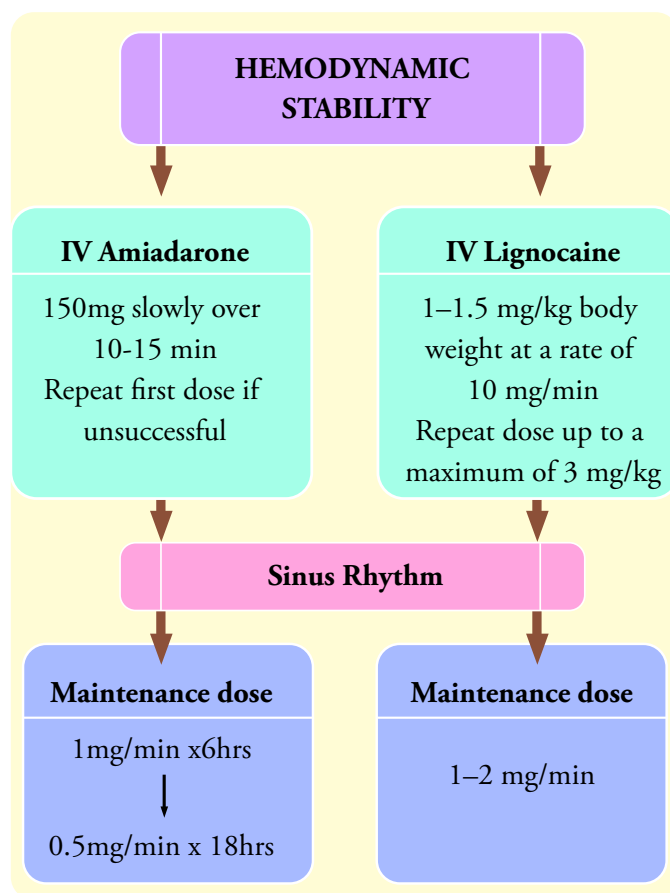 HEMODYNAMIC
STABILITY
IV Amiadarone
150mg slowly over
10-15 min
Repeat first dose if
unsuccessful
IV Lignocaine
1–1.5 mg/kg body
weight at a rate of
10 mg/min
Repeat dose up to a
maximum of 3 mg/kg
Sinus Rhythm
Maintenance dose
1mg/min x6hrs
0.5mg/min x 18hrs
Maintenance dose
1–2 mg/min